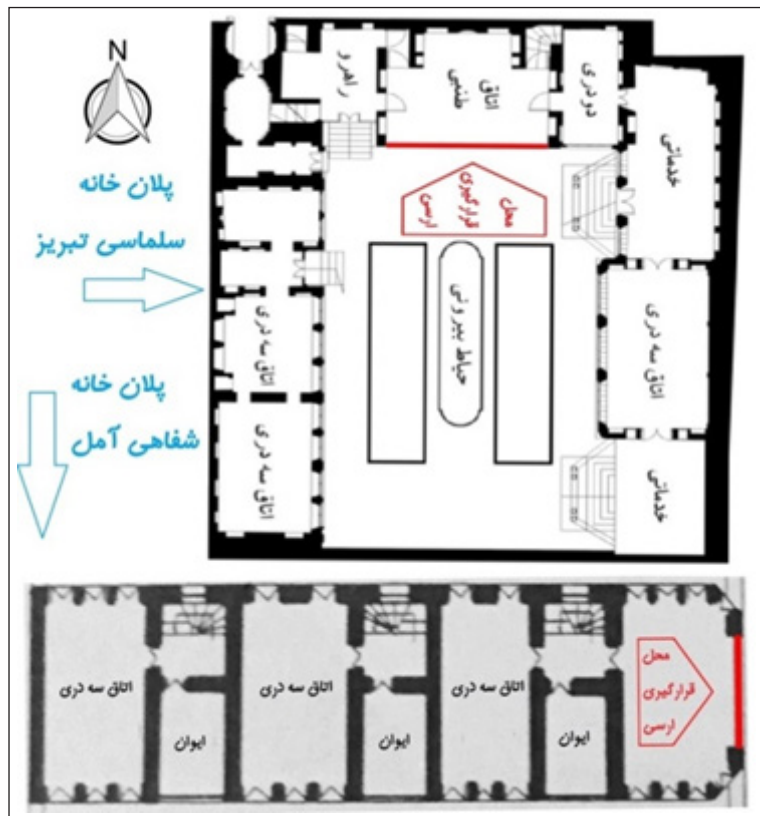 N
پلان خانه
سلماسی تبریز
پلان خانه
شفاهی آمل
راهرو
اتاق
طنبی
دو دری
خدماتی
محل
قرارگیری
ارسی
حیاط بیرونی
اتاق سه دری
اتاق سه دری
اتاق سه دری
خدماتی
اتاق سه دری
ایوان
اتاق سه دری
ایوان
اتاق سه دری
ایوان
محل
قرارگیری
ارسی